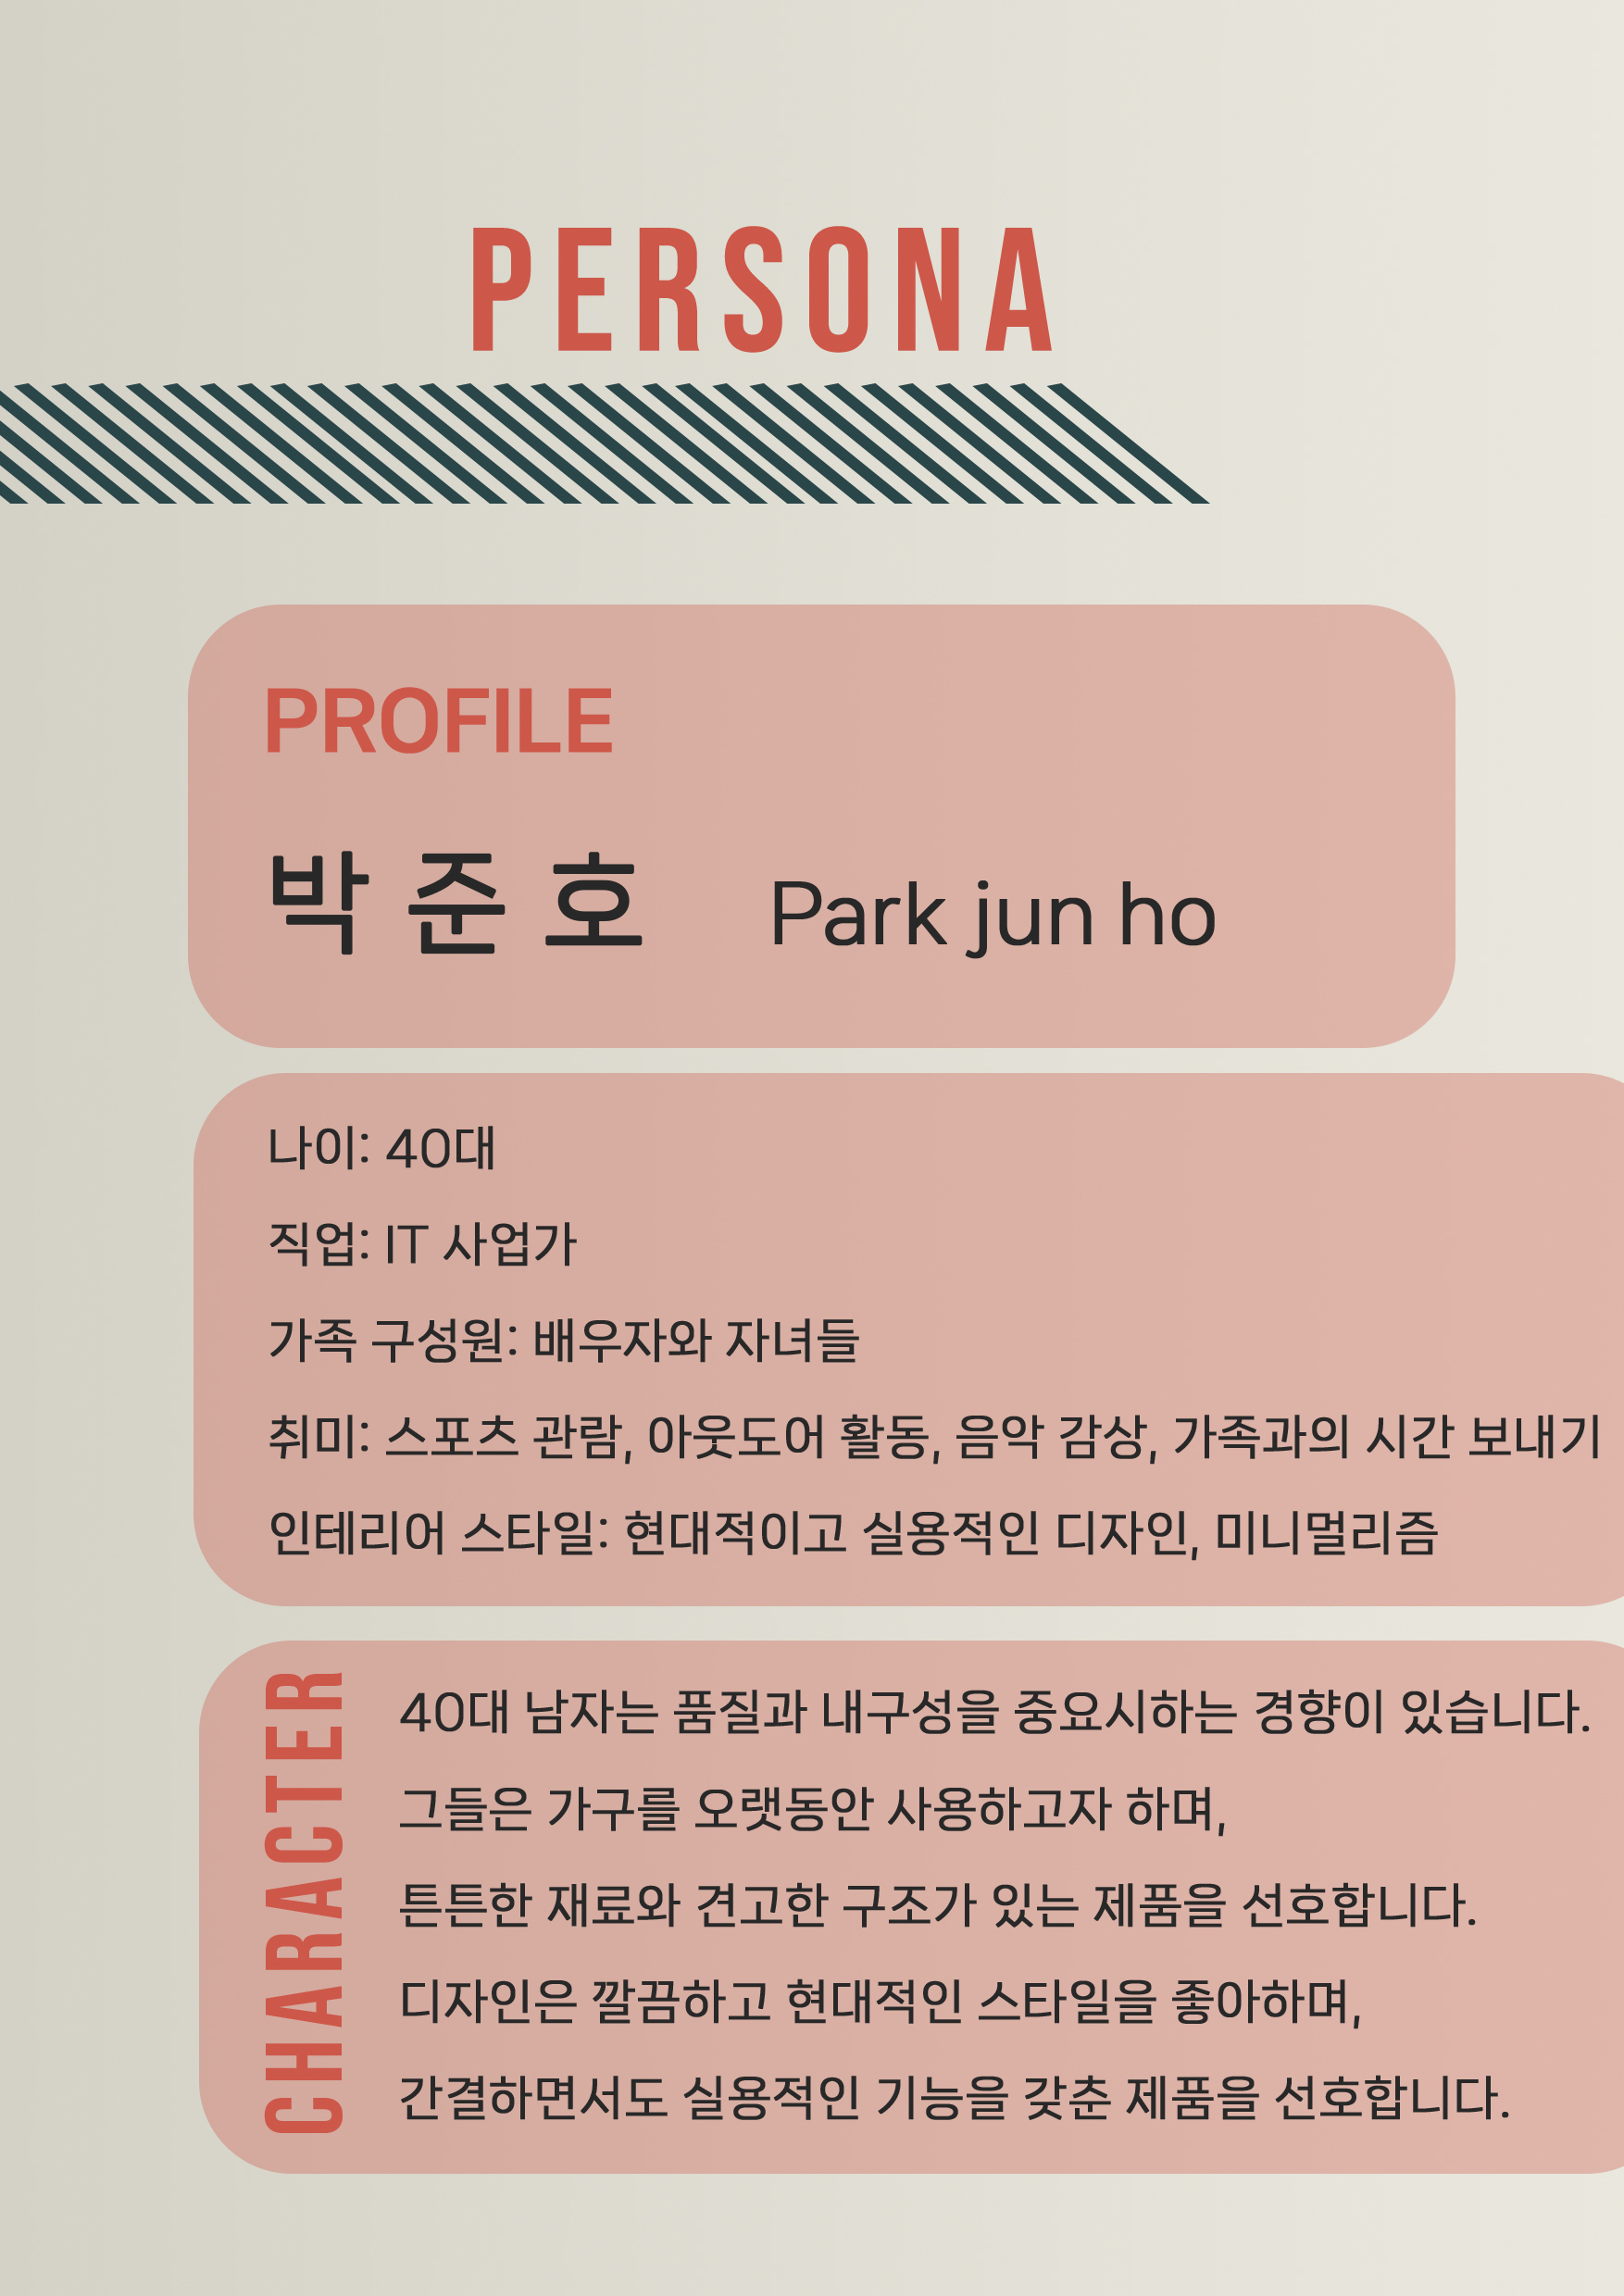 PERSONA
PROFILE
박 준 호 Park jun ho
나이: 40대
직업: IT 사업가
가족 구성원: 배우자와 자녀들
취미: 스포츠 관람, 아웃도어 활동, 음악 감상, 가족과의 시간 보내기
인테리어 스타일: 현대적이고 실용적인 디자인, 미니멀리즘
CHARACTER
40대 남자는 품질과 내구성을 중요시하는 경향이 있습니다.
그들은 가구를 오랫동안 사용하고자 하며,
튼튼한 재료와 견고한 구조가 있는 제품을 선호합니다.
디자인은 깔끔하고 현대적인 스타일을 좋아하며,
간결하면서도 실용적인 기능을 갖춘 제품을 선호합니다.